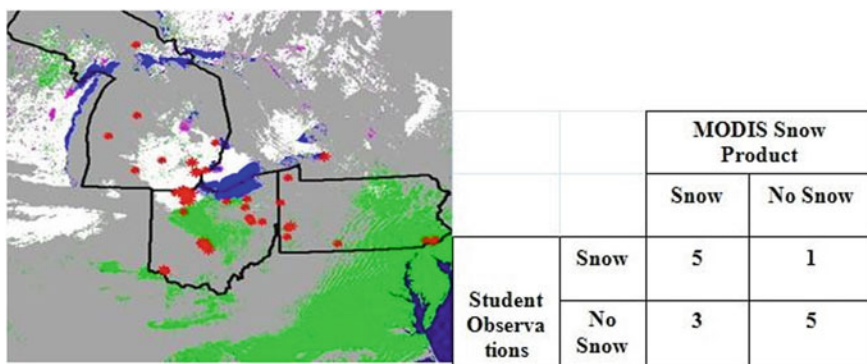 MODIS Snow
Product
Snow No Snow
Student
Observa
tions
Snow 5 1
No
Snow 3 5